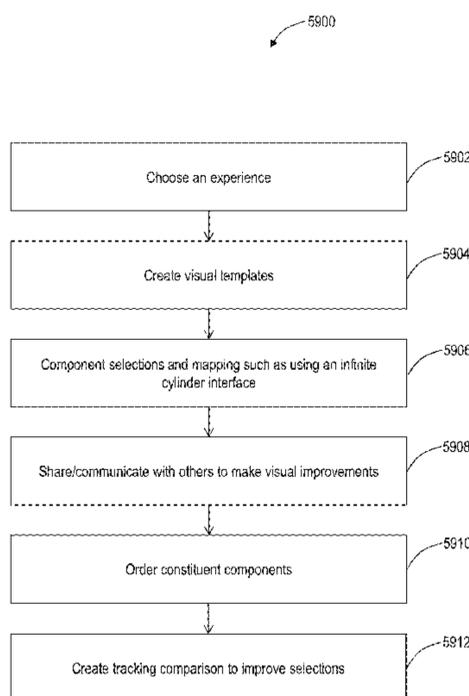 5900
5902
Choose an experience
5904
Create visual templates
5906
Component selections and mapping such as using an infinite
cylinder interface
5908
Share/communicate with others to make visual improvements
5910
Order constituent components
5912
Create tracking comparison to improve selections